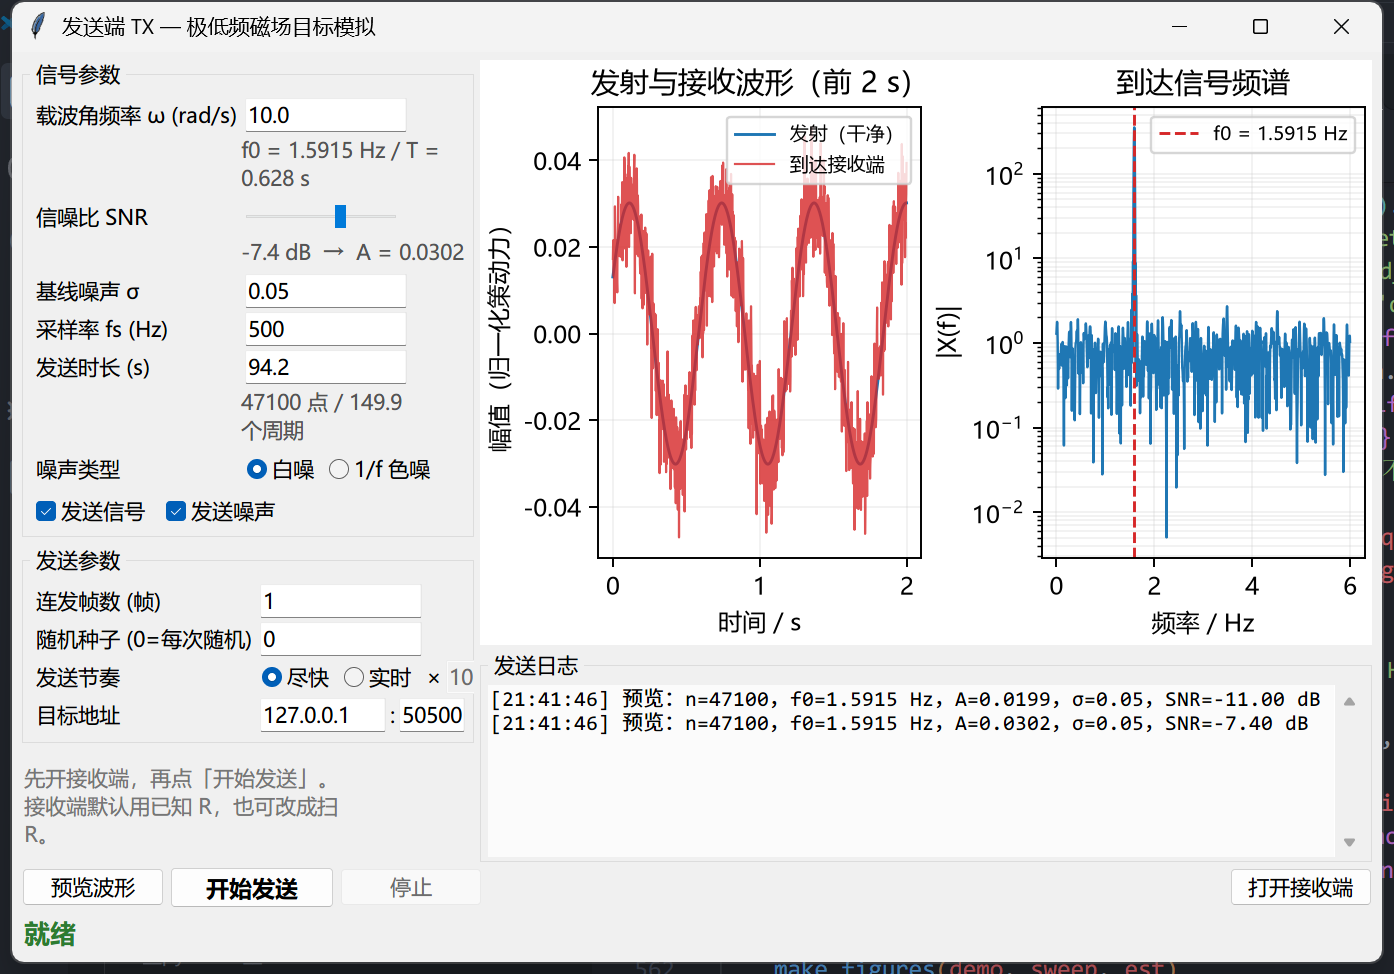 发送端 TX — 极低频磁场目标模拟
信号参数
载波角频率 ω (rad/s) 10.0
f0 = 1.5915 Hz / T =
0.628 s
信噪比 SNR
-7.4 dB → A = 0.0302
基线噪声 σ 0.05
采样率 fs (Hz) 500
发送时长 (s) 94.2
47100 点 / 149.9
个周期
噪声类型 白噪 1/f 色噪
发送信号 发送噪声
发送参数
连发帧数 (帧) 1
随机种子 (0=每次随机) 0
发送节奏 尽快 实时 × 10
目标地址 127.0.0.1 : 50500
先开接收端，再点「开始发送」。
接收端默认用已知 R，也可改成扫
R。
预览波形 开始发送 停止
就绪
发射与接收波形（前 2 s）
发射（干净）
到达接收端
幅值（归一化策动力）
0.04
0.02
0.00
-0.02
-0.04
0 1 2
时间 / s
到达信号频谱
f0 = 1.5915 Hz
|X(f)|
10²
10¹
10⁰
10⁻¹
10⁻²
0 2 4 6
频率 / Hz
发送日志
[21:41:46] 预览：n=47100，f0=1.5915 Hz，A=0.0199，σ=0.05，SNR=-11.00 dB
[21:41:46] 预览：n=47100，f0=1.5915 Hz，A=0.0302，σ=0.05，SNR=-7.40 dB
打开接收端
562 make_figures(demo, sweep, est)